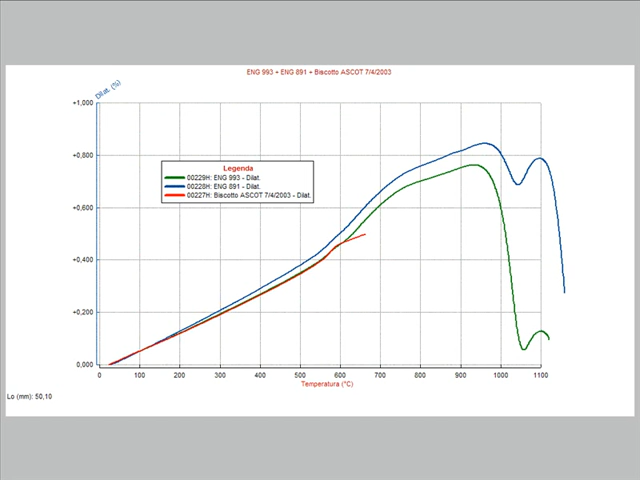 ENG 993 + ENG 891 + Biscotto ASCOT 7/4/2003
Dilat. (%)
+1,000
+0,800
+0,600
+0,400
+0,200
0,000
Legenda
00229H: ENG 993 - Dilat.
00228H: ENG 891 - Dilat.
00227H: Biscotto ASCOT 7/4/2003 - Dilat.
0 100 200 300 400 500 600 700 800 900 1000 1100
Temperatura (°C)
Lo (mm): 50,10